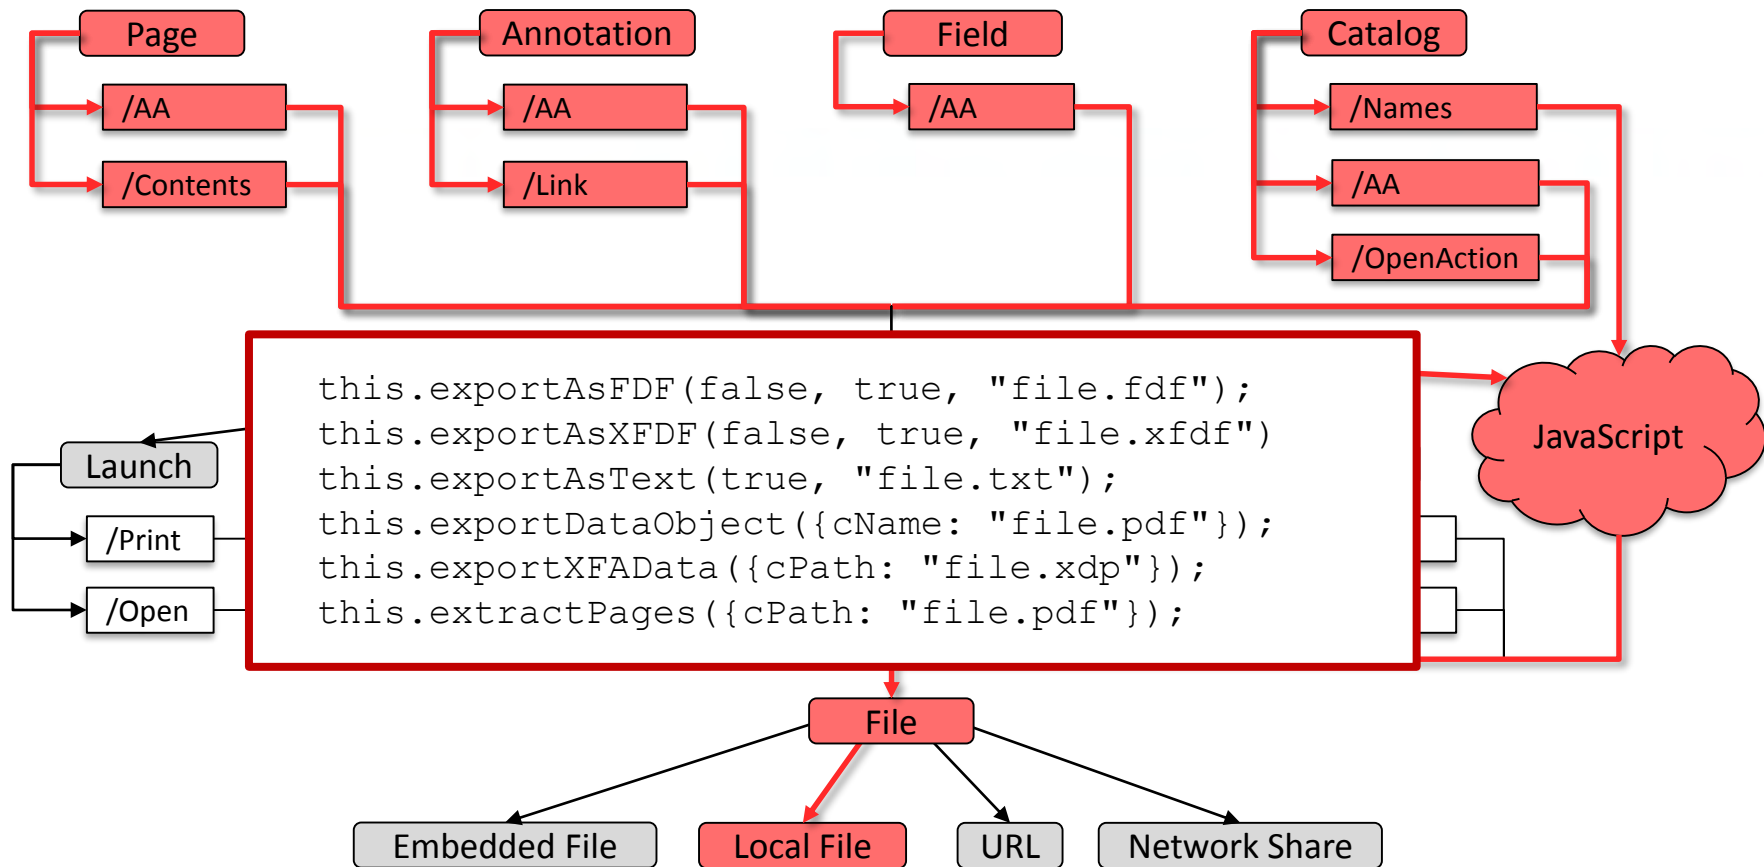 Page
Annotation
Field
Catalog
/AA
/AA
/AA
/Names
/Contents
/Link
/AA
/OpenAction
this.exportAsFDF(false, true, "file.fdf");
this.exportAsXFDF(false, true, "file.xfdf")
this.exportAsText(true, "file.txt");
this.exportDataObject({cName: "file.pdf"});
this.exportXFAData({cPath: "file.xdp"});
this.extractPages({cPath: "file.pdf"});
JavaScript
Launch
/Print
/Open
File
Embedded File
Local File
URL
Network Share